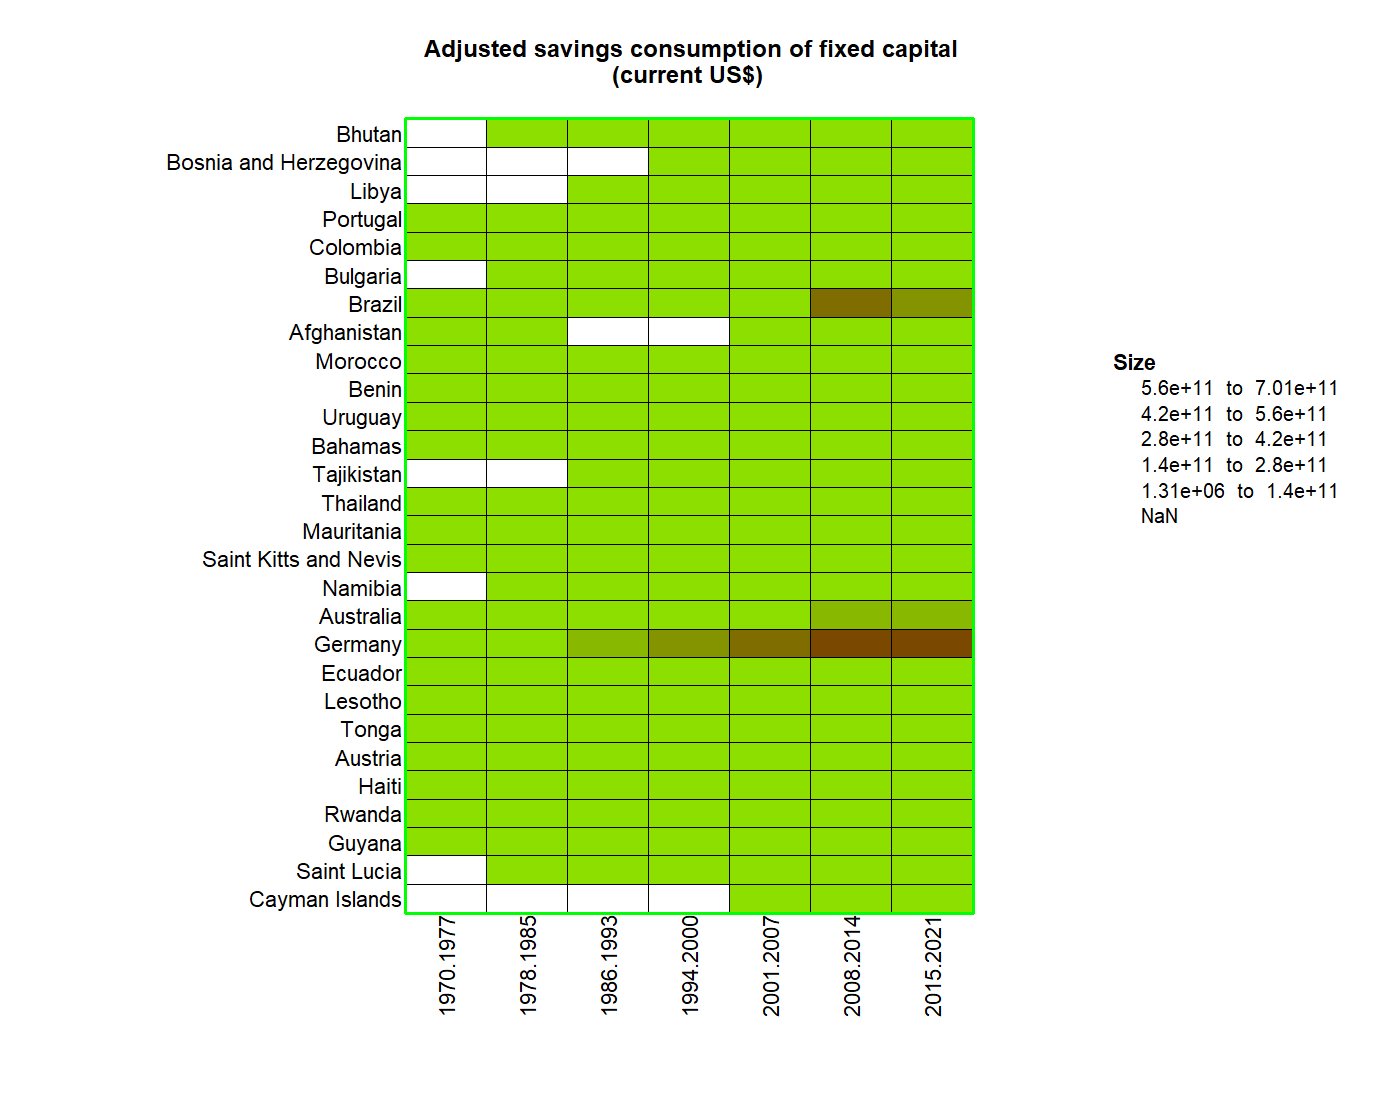 Adjusted savings consumption of fixed capital
(current US$)
Bhutan
Bosnia and Herzegovina
Libya
Portugal
Colombia
Bulgaria
Brazil
Afghanistan
Morocco
Benin
Uruguay
Bahamas
Tajikistan
Thailand
Mauritania
Saint Kitts and Nevis
Namibia
Australia
Germany
Ecuador
Lesotho
Tonga
Austria
Haiti
Rwanda
Guyana
Saint Lucia
Cayman Islands
1970.1977
1978.1985
1986.1993
1994.2000
2001.2007
2008.2014
2015.2021
Size
5.6e+11 to 7.01e+11
4.2e+11 to 5.6e+11
2.8e+11 to 4.2e+11
1.4e+11 to 2.8e+11
1.31e+06 to 1.4e+11
NaN